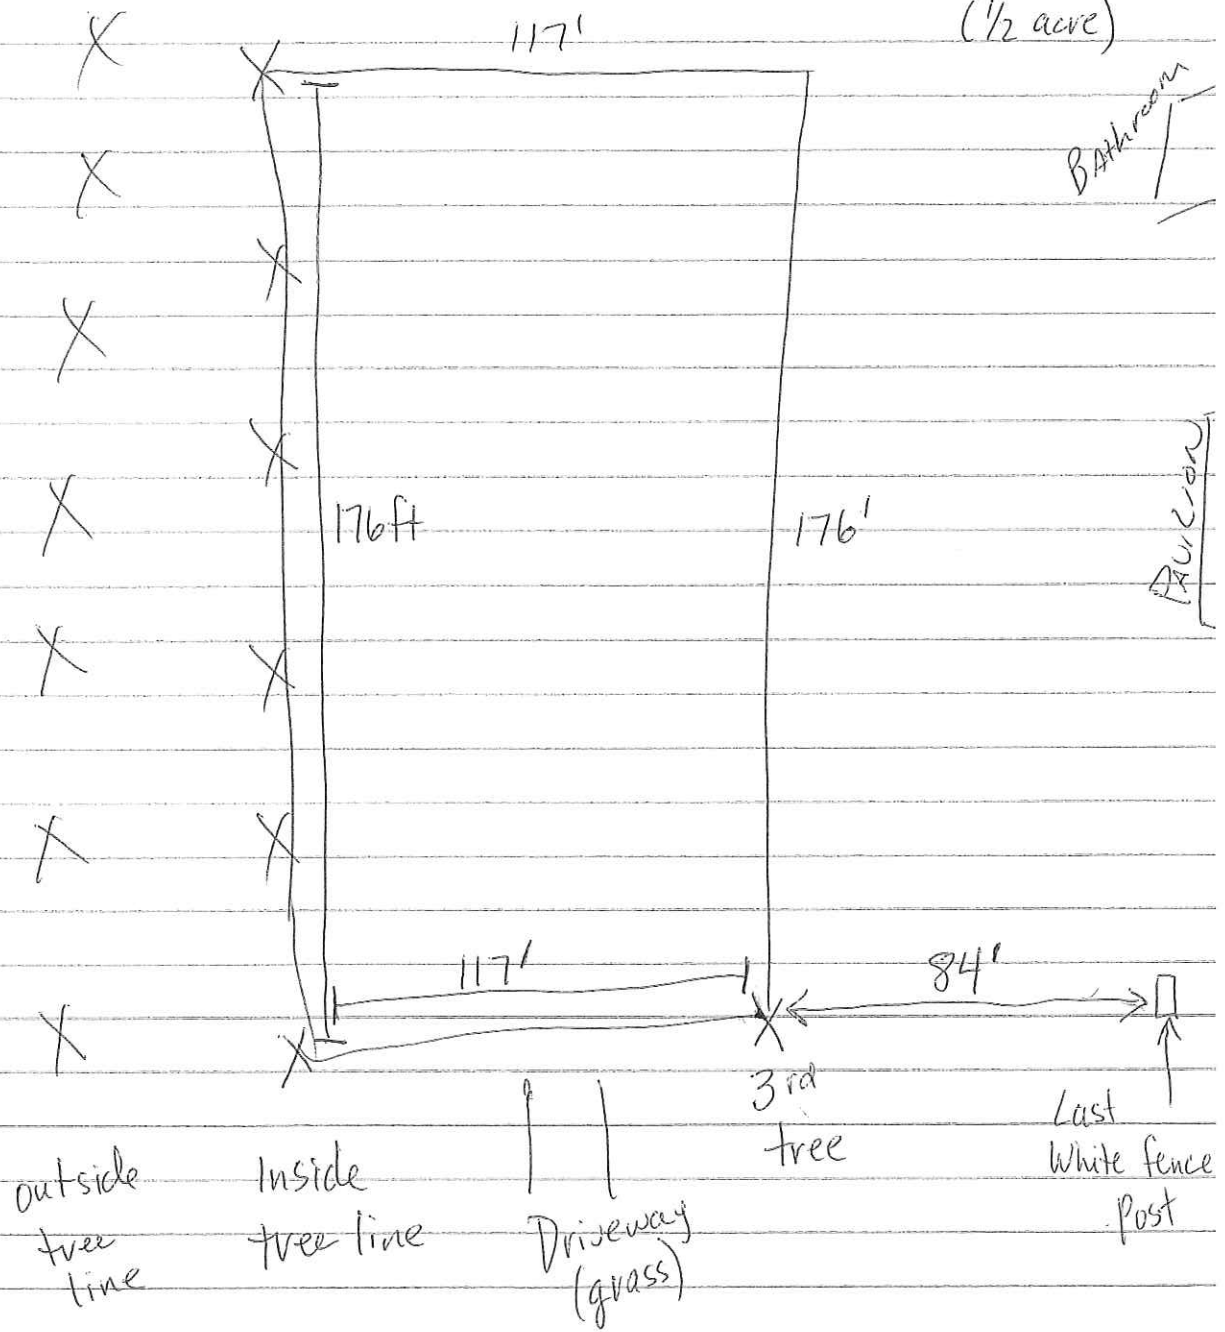 117'
(1/2 acre)
Bathroom
176ft
176'
Pavilion
117'
84'
3rd
tree
Last
White fence
Post
outside
tree
line
Inside
tree line
Driveway
(grass)